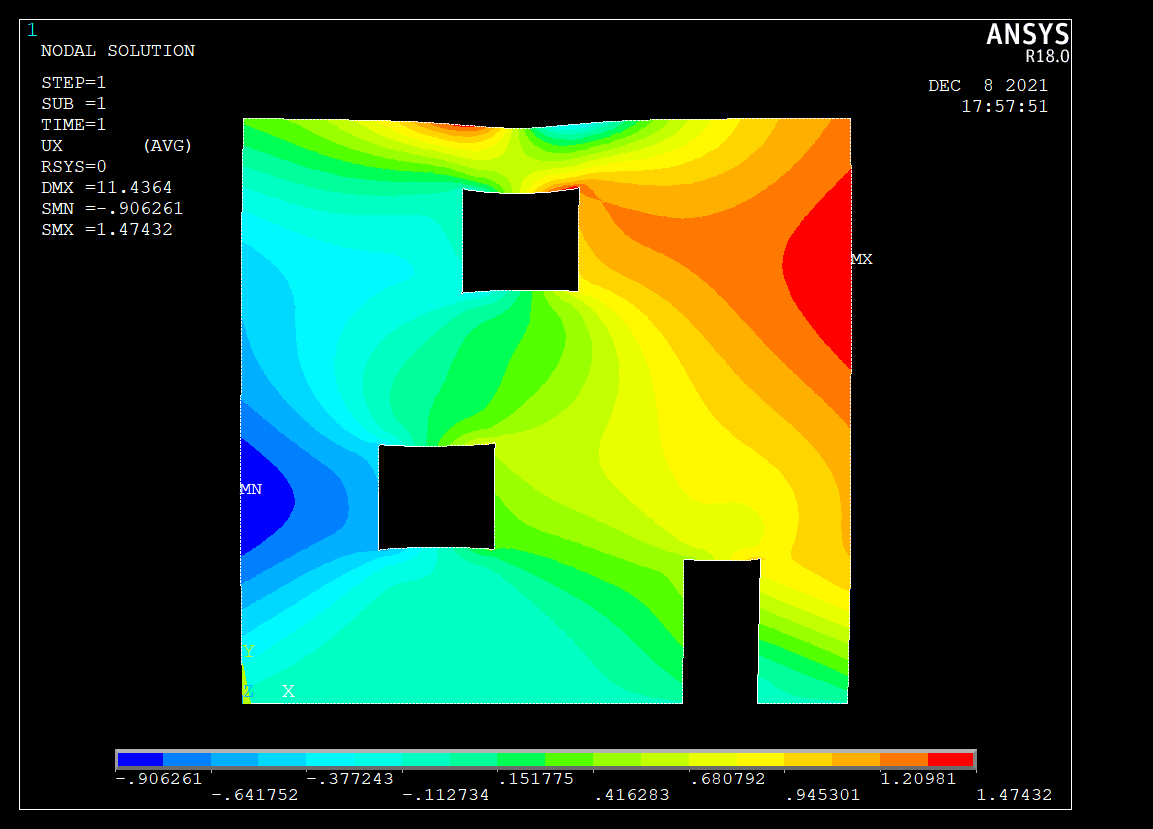 1
ANSYS
R18.0
NODAL SOLUTION
DEC 8 2021
17:57:51
STEP=1
SUB =1
TIME=1
UX (AVG)
RSYS=0
DMX =11.4364
SMN =-.906261
SMX =1.47432
MX
MN
Y
Z X
-.906261 -.377243 .151775 .680792 1.20981
-.641752 -.112734 .416283 .945301 1.47432